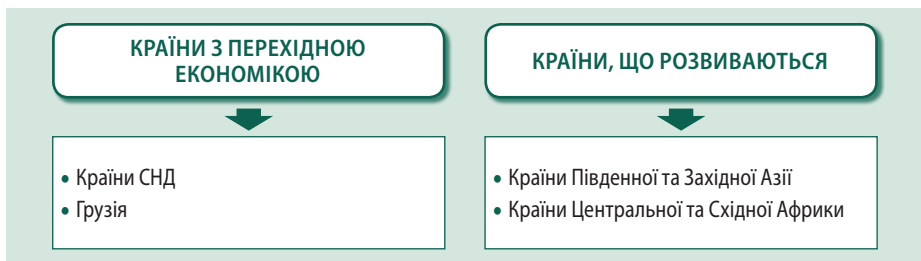 КРАЇНИ З ПЕРЕХІДНОЮ
ЕКОНОМІКОЮ
• Країни СНД
• Грузія
КРАЇНИ, ЩО РОЗВИВАЮТЬСЯ
• Країни Південної та Західної Азії
• Країни Центральної та Східної Африки